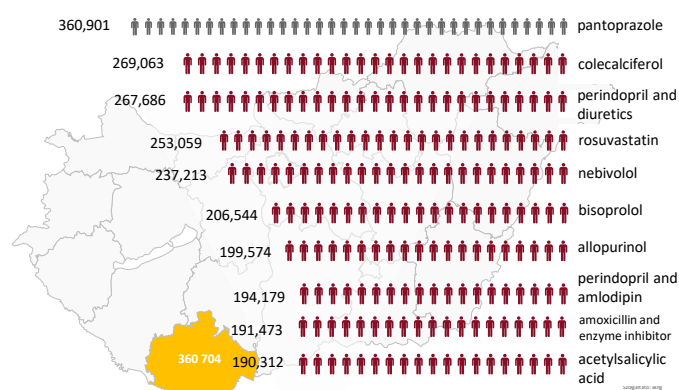 360,901 pantoprazole
269,063 colecalciferol
267,686 perindopril and
diuretics
253,059 rosuvastatin
237,213 nebivolol
206,544 bisoprolol
199,574 allopurinol
194,179 perindopril and
amlodipin
191,473 amoxicillin and
enzyme inhibitor
360 704 190,312 acetylsalicylic
acid